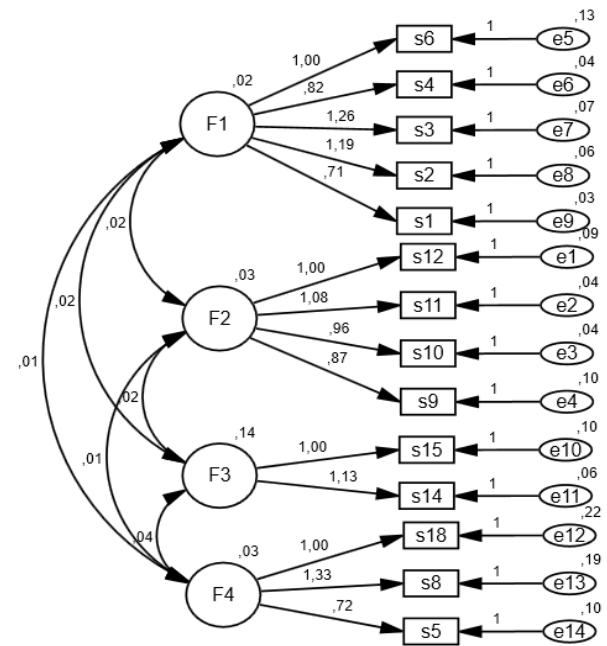 ,13
s6 1 e5
1,00
,02 ,04
,82 s4 1 e6
,07
F1 1,26 s3 1 e7
1,19 ,06
s2 1 e8
,71 ,03
s1 1 e9
,02 ,09
s12 1 e1
,03 1,00
,04
1,08 s11 1 e2
,02 F2 ,04
,96 s10 1 e3
,01 ,87 ,10
s9 1 e4
,02
,14 ,10
1,00 s15 1 e10
,01 F3 ,06
1,13 s14 1 e11
,22
,04 s18 1 e12
,03 1,00
,19
1,33 s8 1 e13
F4 ,10
,72 s5 1 e14